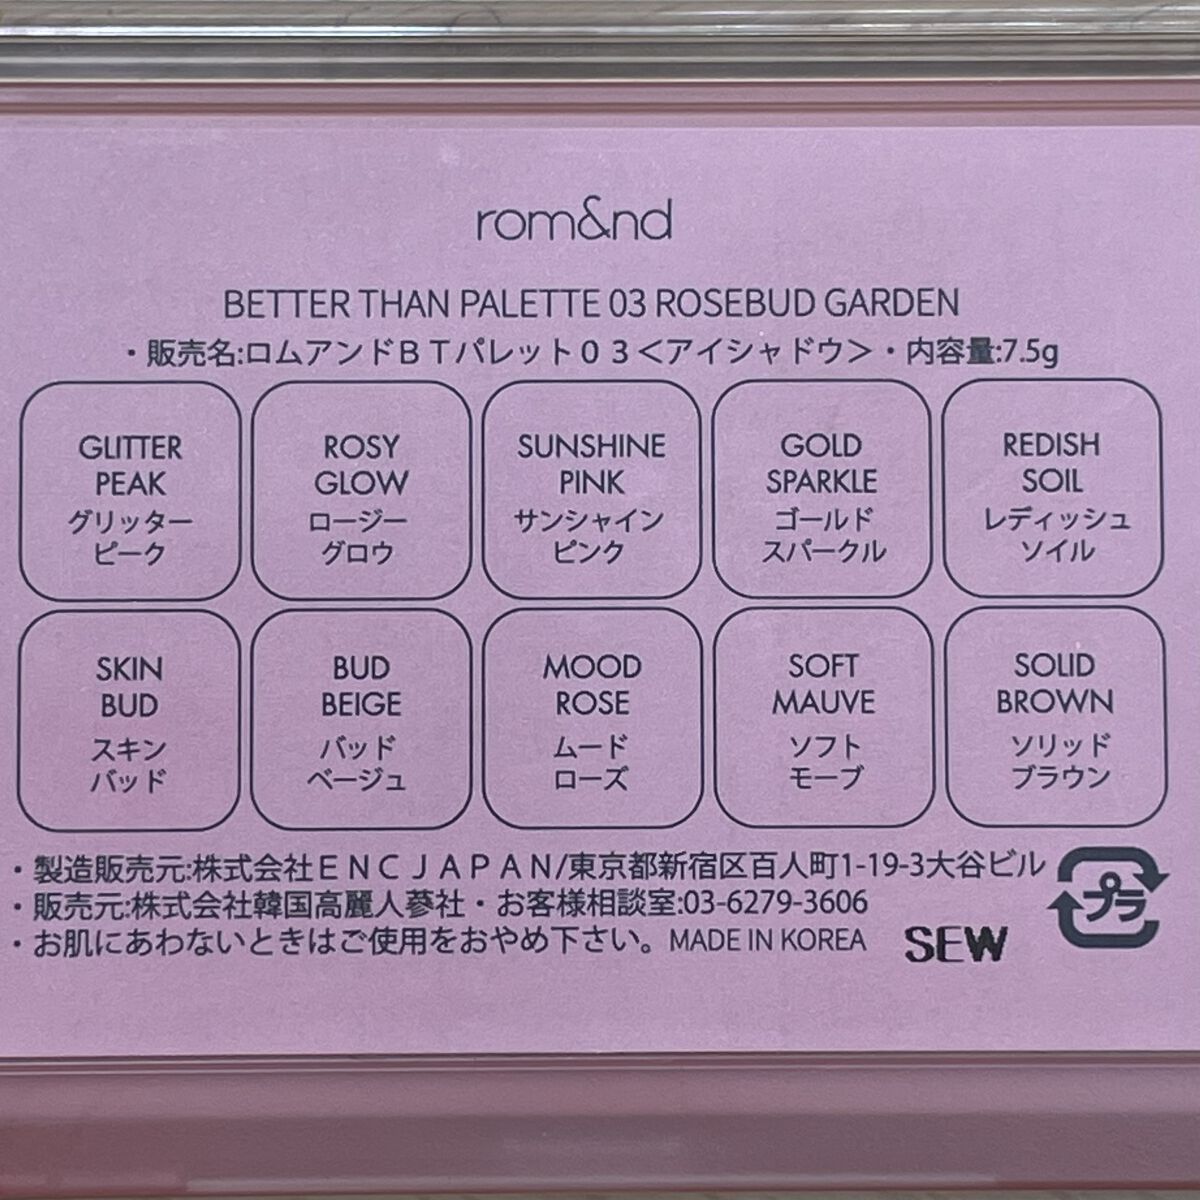 rom&nd
BETTER THAN PALETTE 03 ROSEBUD GARDEN
・販売名:ロムアンドＢＴパレット０３＜アイシャドウ＞・内容量:7.5g
GLITTER
PEAK
グリッター
ピーク
ROSY
GLOW
ロージー
グロウ
SUNSHINE
PINK
サンシャイン
ピンク
GOLD
SPARKLE
ゴールド
スパークル
REDISH
SOIL
レディッシュ
ソイル
SKIN
BUD
スキン
バッド
BUD
BEIGE
バッド
ベージュ
MOOD
ROSE
ムード
ローズ
SOFT
MAUVE
ソフト
モーブ
SOLID
BROWN
ソリッド
ブラウン
・製造販売元:株式会社ＥＮＣＪＡＰＡＮ/東京都新宿区百人町1-19-3大谷ビル
・販売元:株式会社韓国高麗人蔘社・お客様相談室:03-6279-3606
・お肌にあわないときはご使用をおやめ下さい。MADE IN KOREA
SEW
プラ